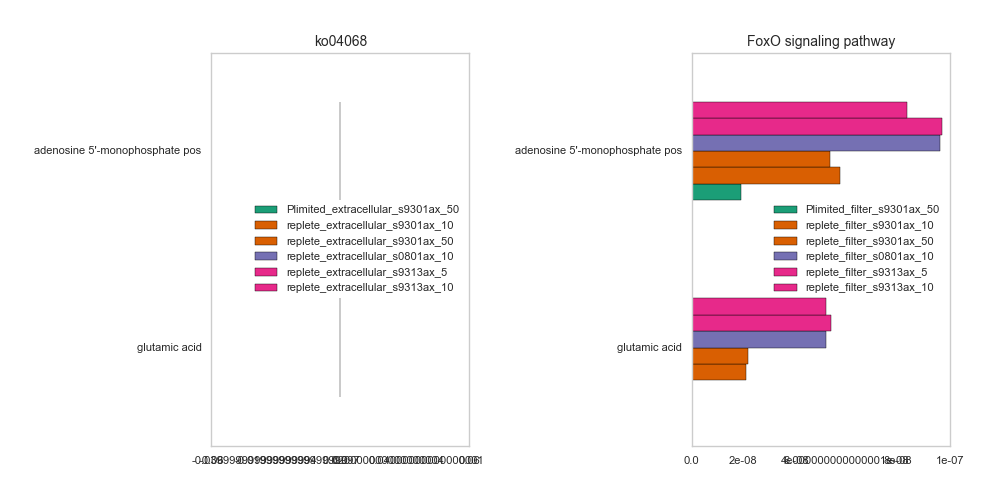 ko04068
FoxO signaling pathway
adenosine 5'-monophosphate pos
adenosine 5'-monophosphate pos
Plimited_extracellular_s9301ax_50
replete_extracellular_s9301ax_10
replete_extracellular_s9301ax_50
replete_extracellular_s0801ax_10
replete_extracellular_s9313ax_5
replete_extracellular_s9313ax_10
Plimited_filter_s9301ax_50
replete_filter_s9301ax_10
replete_filter_s9301ax_50
replete_filter_s0801ax_10
replete_filter_s9313ax_5
replete_filter_s9313ax_10
glutamic acid
glutamic acid
0.0 2e-08 1e-07